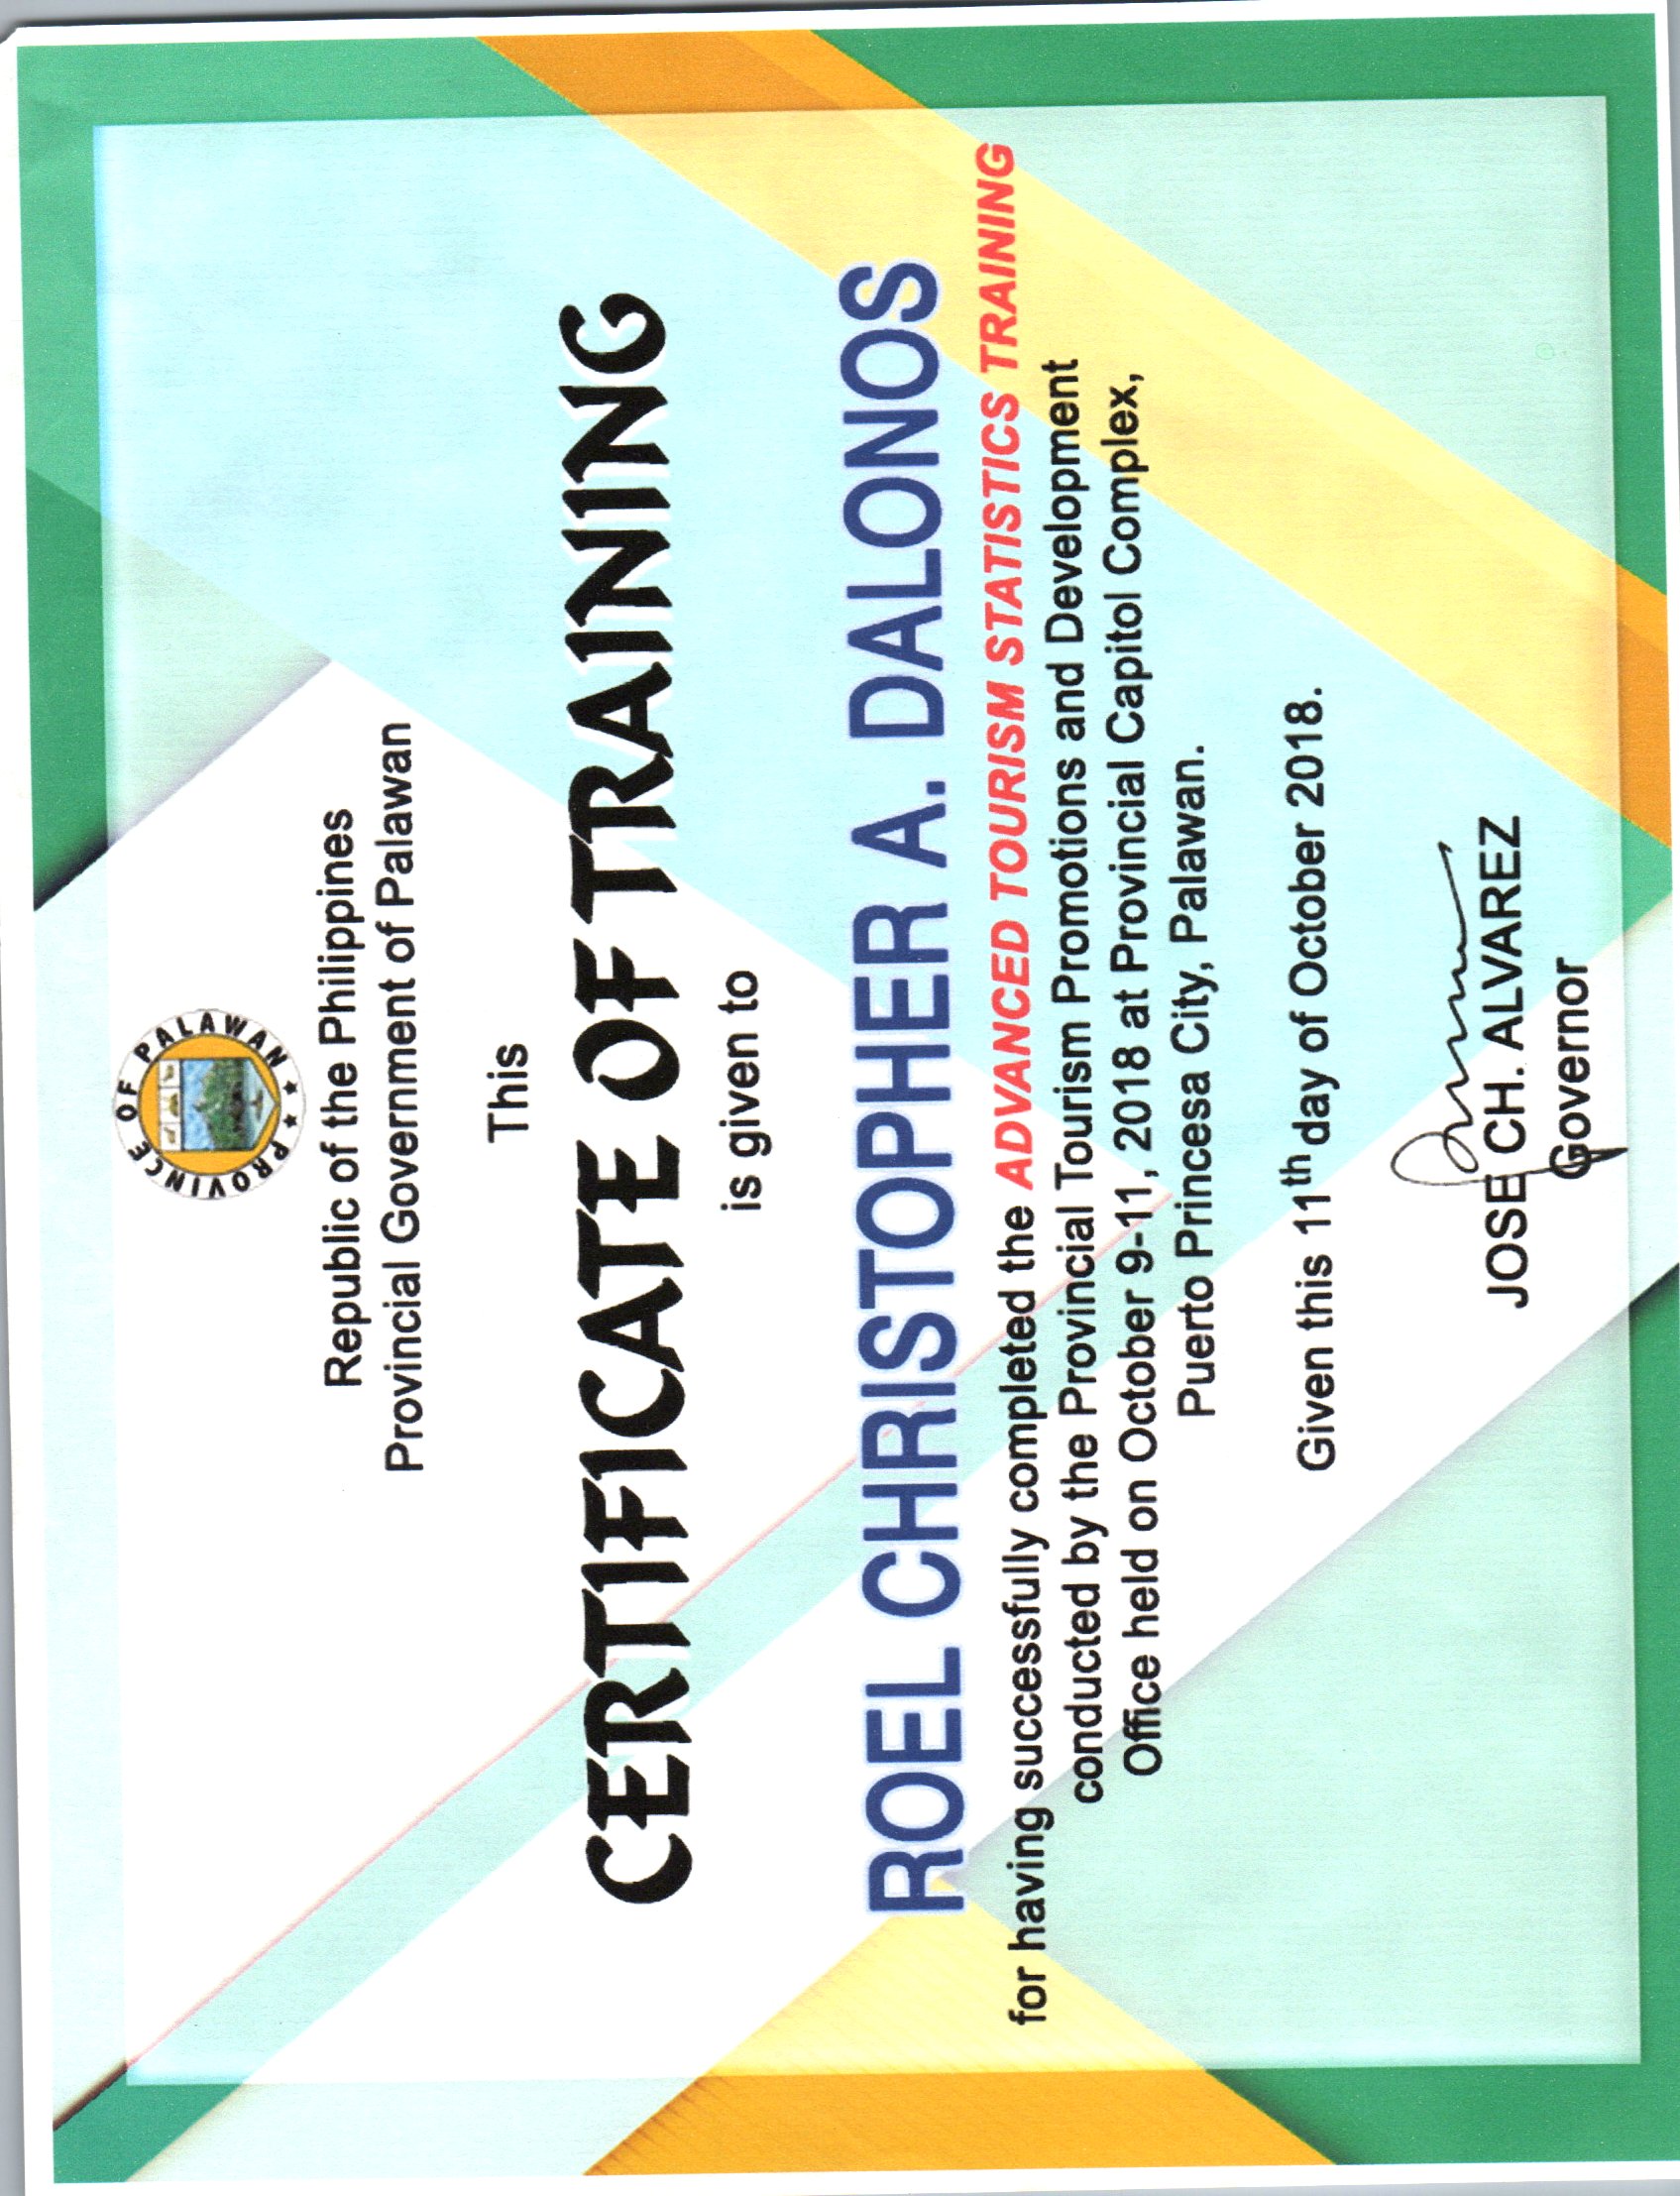 PROVINCE OF PALAWAN
Republic of the Philippines
Provincial Government of Palawan
This
CERTIFICATE OF TRAINING
is given to
ROEL CHRISTOPHER A. DALONOS
for having successfully completed the ADVANCED TOURISM STATISTICS TRAINING
conducted by the Provincial Tourism Promotions and Development
Office held on October 9-11, 2018 at Provincial Capitol Complex,
Puerto Princesa City, Palawan.
Given this 11th day of October 2018.
JOSE CH. ALVAREZ
Governor